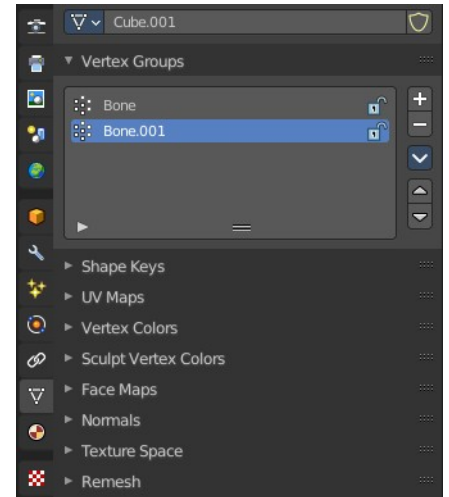 Cube.001
Vertex Groups
Bone
Bone.001
Shape Keys
UV Maps
Vertex Colors
Sculpt Vertex Colors
Face Maps
Normals
Texture Space
Remesh